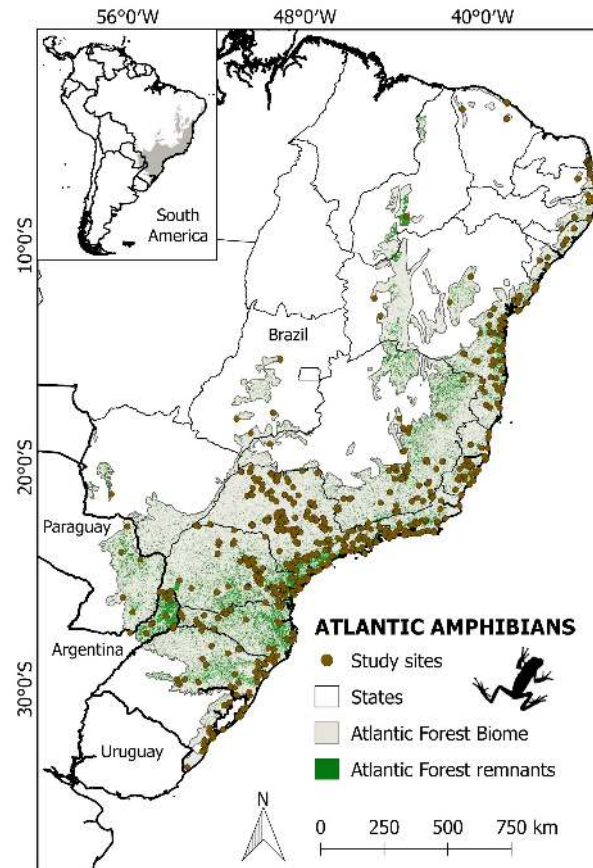 56°0'W 48°0'W 40°0'W
South
America
10°0'S
Brazil
20°0'S
Paraguay
Argentina
30°0'S
Uruguay
ATLANTIC AMPHIBIANS
Study sites
States
Atlantic Forest Biome
Atlantic Forest remnants
N
0 250 500 750 km